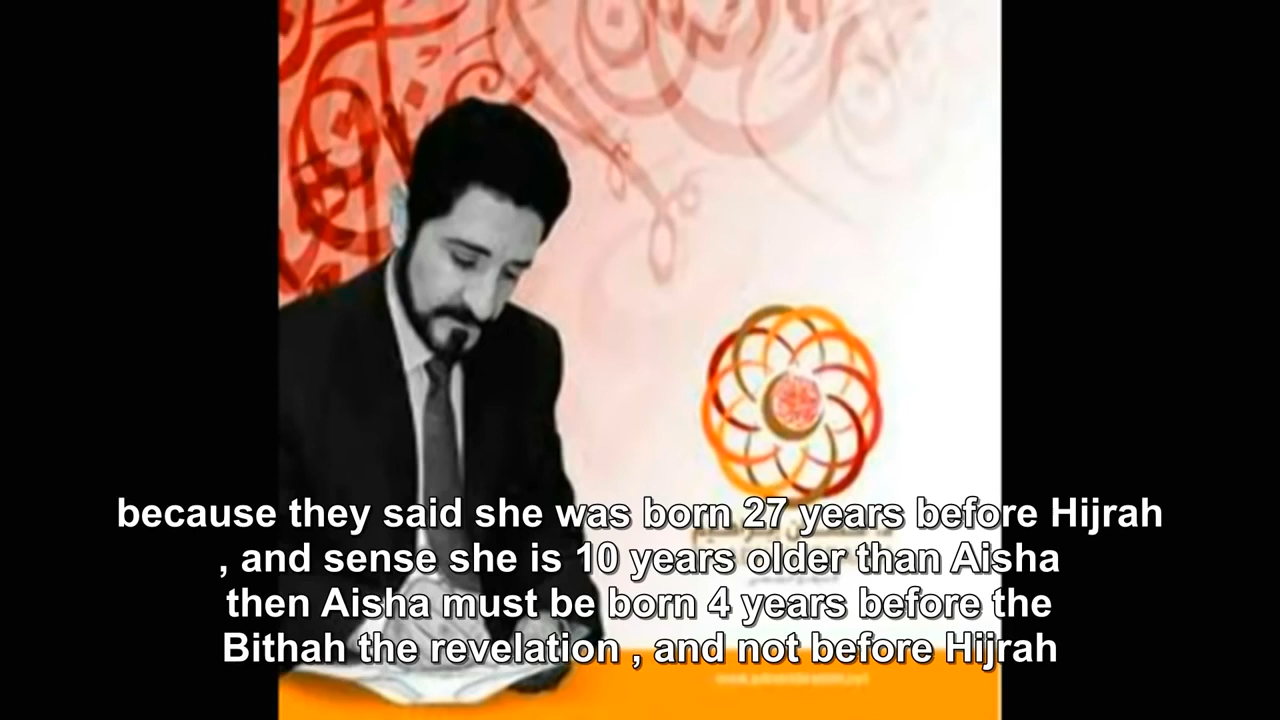 because they said she was born 27 years before Hijrah
, and sense she is 10 years older than Aisha
then Aisha must be born 4 years before the
Bithah the revelation , and not before Hijrah